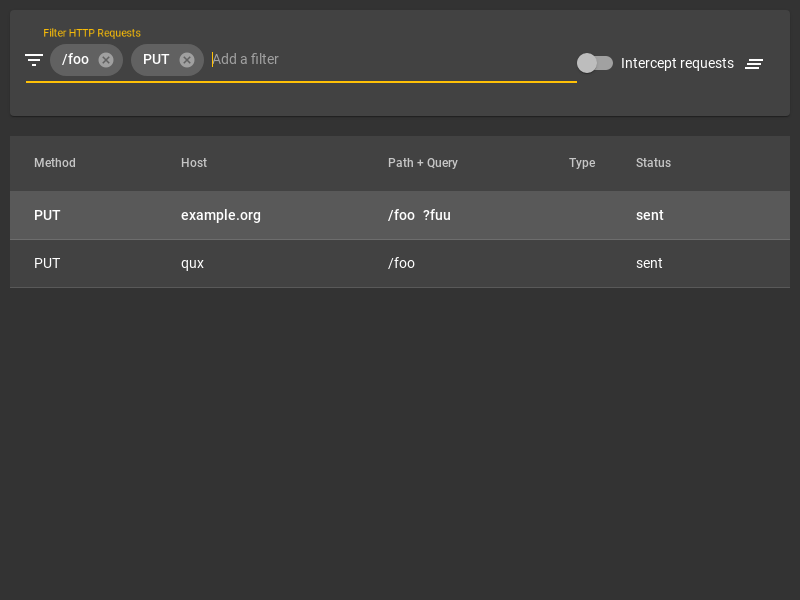 Filter HTTP Requests
/foo PUT Add a filter Intercept requests
Method Host Path + Query Type Status
PUT example.org /foo ?fuu sent
PUT qux /foo sent